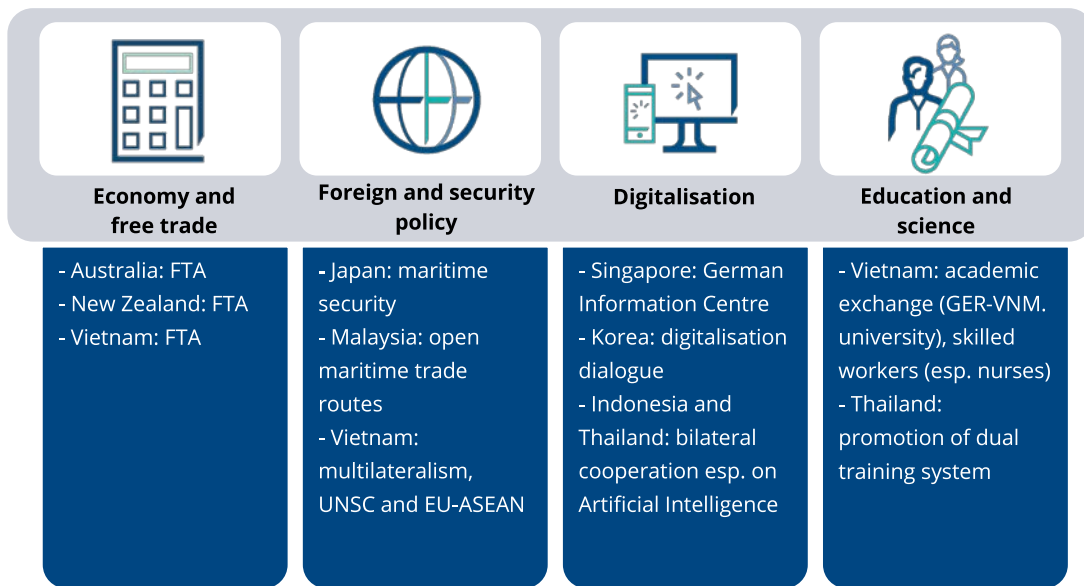 Economy and
free trade
- Australia: FTA
- New Zealand: FTA
- Vietnam: FTA
Foreign and security
policy
- Japan: maritime
security
- Malaysia: open
maritime trade
routes
- Vietnam:
multilateralism,
UNSC and EU-ASEAN
Digitalisation
- Singapore: German
Information Centre
- Korea: digitalisation
dialogue
- Indonesia and
Thailand: bilateral
cooperation esp. on
Artificial Intelligence
Education and
science
- Vietnam: academic
exchange (GER-VNM.
university), skilled
workers (esp. nurses)
- Thailand:
promotion of dual
training system